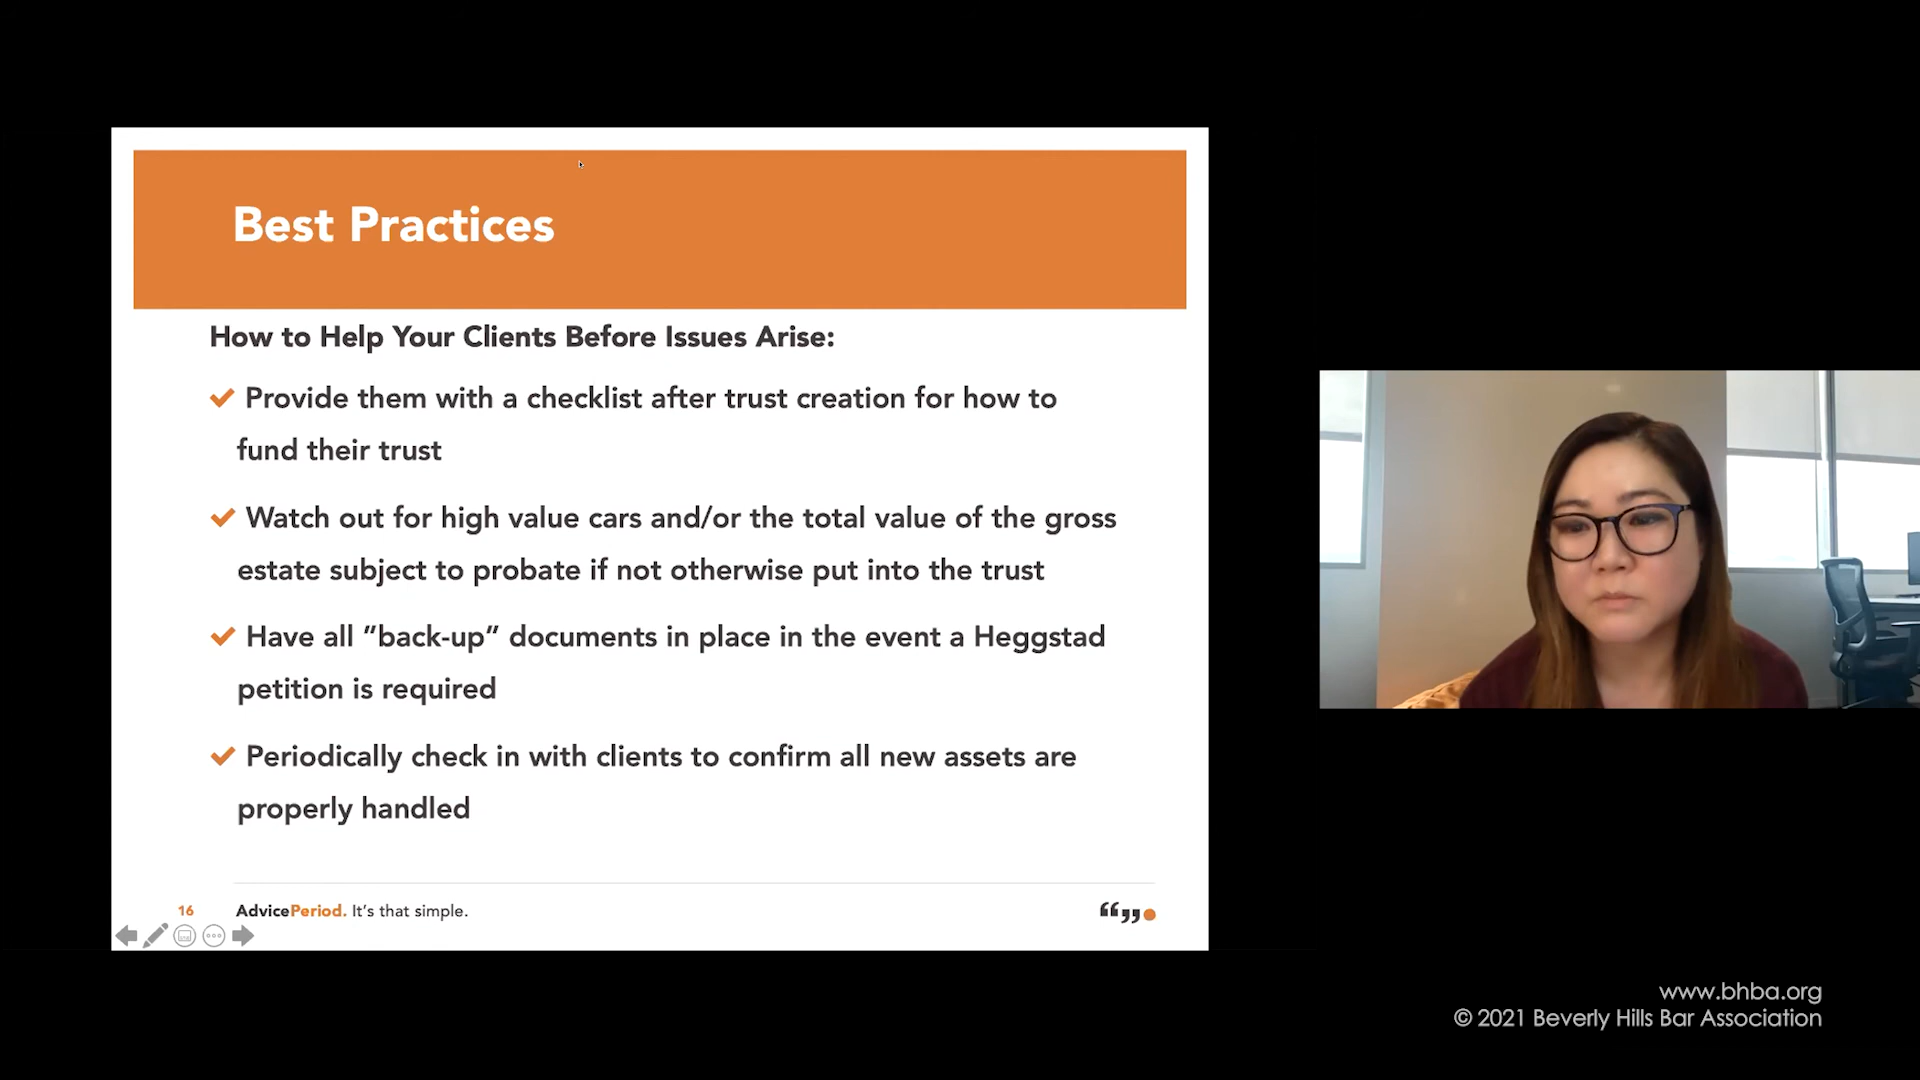 Best Practices
How to Help Your Clients Before Issues Arise:
Provide them with a checklist after trust creation for how to
fund their trust
Watch out for high value cars and/or the total value of the gross
estate subject to probate if not otherwise put into the trust
Have all ”back-up” documents in place in the event a Heggstad
petition is required
Periodically check in with clients to confirm all new assets are
properly handled
16 AdvicePeriod. It’s that simple.
www.bhba.org
© 2021 Beverly Hills Bar Association